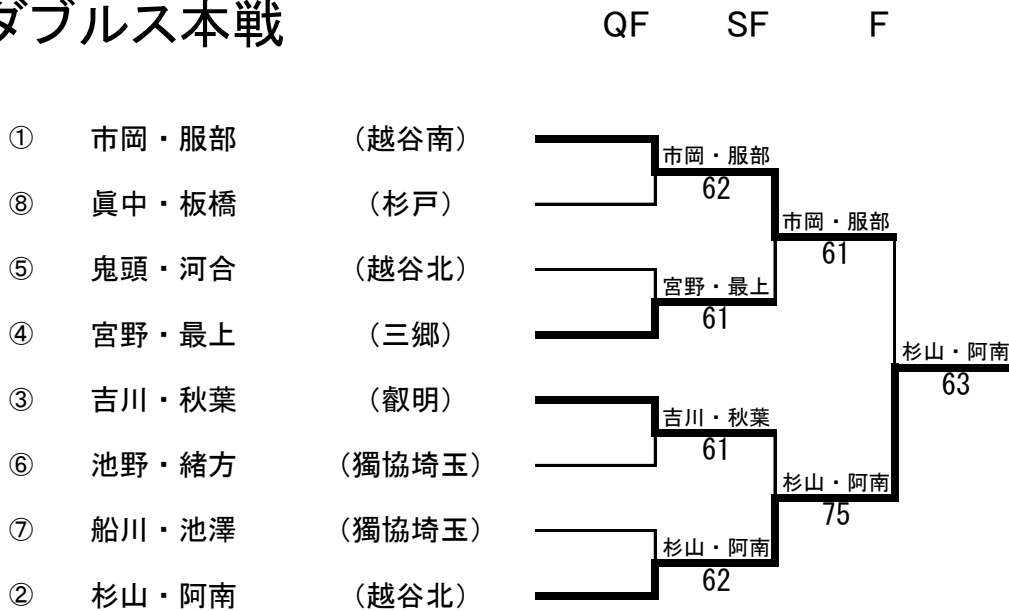 ダブルス本戦 QF SF F
① 市岡・服部 (越谷南)
市岡・服部
62
⑧ 眞中・板橋 (杉戸)
市岡・服部
61
⑤ 鬼頭・河合 (越谷北)
宮野・最上
61
④ 宮野・最上 (三郷)
杉山・阿南
63
③ 吉川・秋葉 (叡明)
吉川・秋葉
61
⑥ 池野・緒方 (獨協埼玉)
杉山・阿南
75
⑦ 船川・池澤 (獨協埼玉)
杉山・阿南
62
② 杉山・阿南 (越谷北)